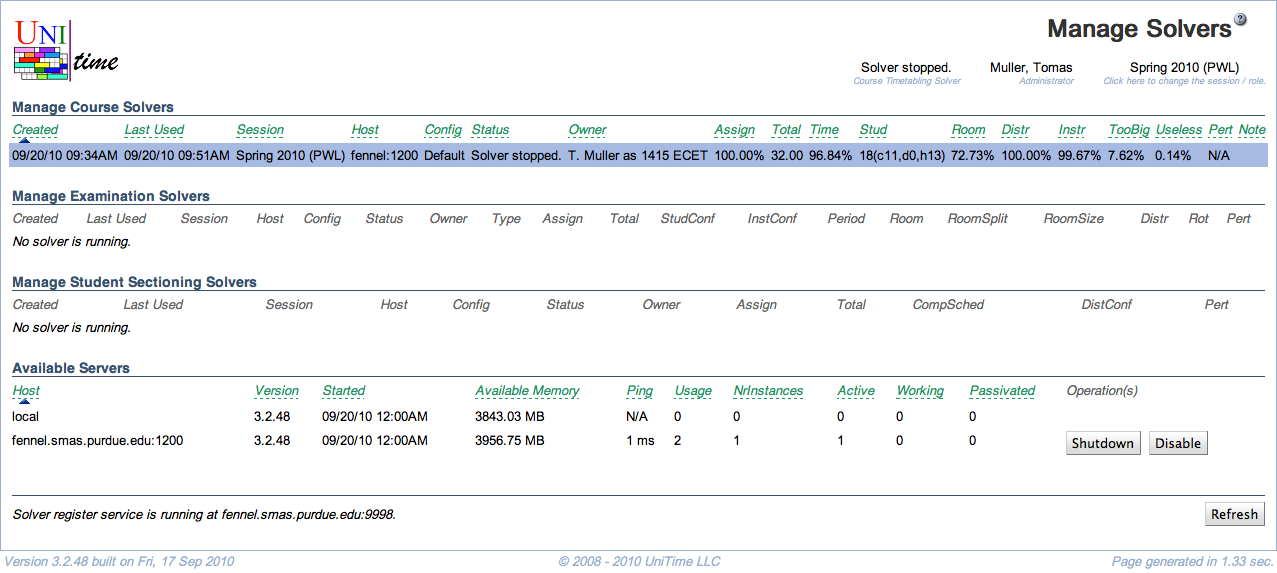 UNI time
Manage Solvers ?
Solver stopped. Muller, Tomas Spring 2010 (PWL)
Course Timetabling Solver Administrator Click here to change the session / role.
Manage Course Solvers
Created Last Used Session Host Config Status Owner Assign Total Time Stud Room Distr Instr TooBig Useless Pert Note
09/20/10 09:34AM 09/20/10 09:51AM Spring 2010 (PWL) fennel:1200 Default Solver stopped. T. Muller as 1415 ECET 100.00% 32.00 96.84% 18(c11,d0,h13) 72.73% 100.00% 99.67% 7.62% 0.14% N/A
Manage Examination Solvers
Created Last Used Session Host Config Status Owner Type Assign Total StudConf InstConf Period Room RoomSplit RoomSize Distr Rot Pert
No solver is running.
Manage Student Sectioning Solvers
Created Last Used Session Host Config Status Owner Assign Total CompSched DistConf Pert
No solver is running.
Available Servers
Host Version Started Available Memory Ping Usage NrInstances Active Working Passivated Operation(s)
local 3.2.48 09/20/10 12:00AM 3843.03 MB N/A 0 0 0 0 0
fennel.smas.purdue.edu:1200 3.2.48 09/20/10 12:00AM 3956.75 MB 1 ms 2 1 1 0 0 Shutdown Disable
Solver register service is running at fennel.smas.purdue.edu:9998. Refresh
Version 3.2.48 built on Fri, 17 Sep 2010 © 2008 - 2010 UniTime LLC Page generated in 1.33 sec.